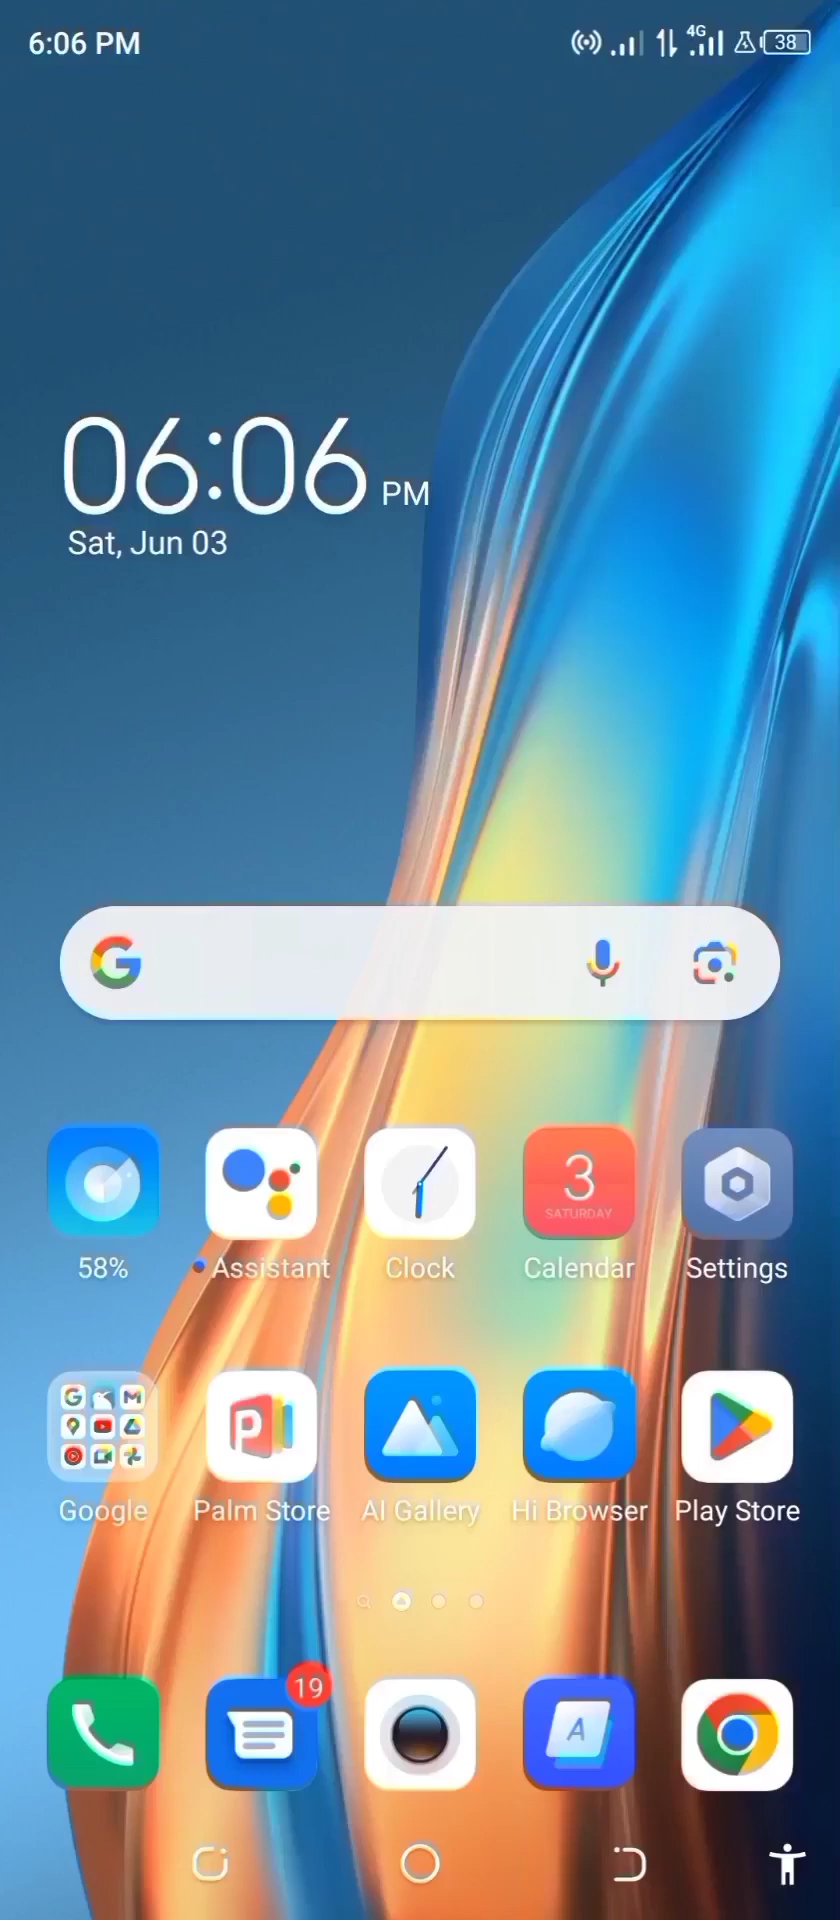 6:06 PM
4G
38
06:06 PM
Sat, Jun 03
3
SATURDAY
58%
Assistant
Clock
Calendar
Settings
Google
Palm Store
AI Gallery
Hi Browser
Play Store
19
A